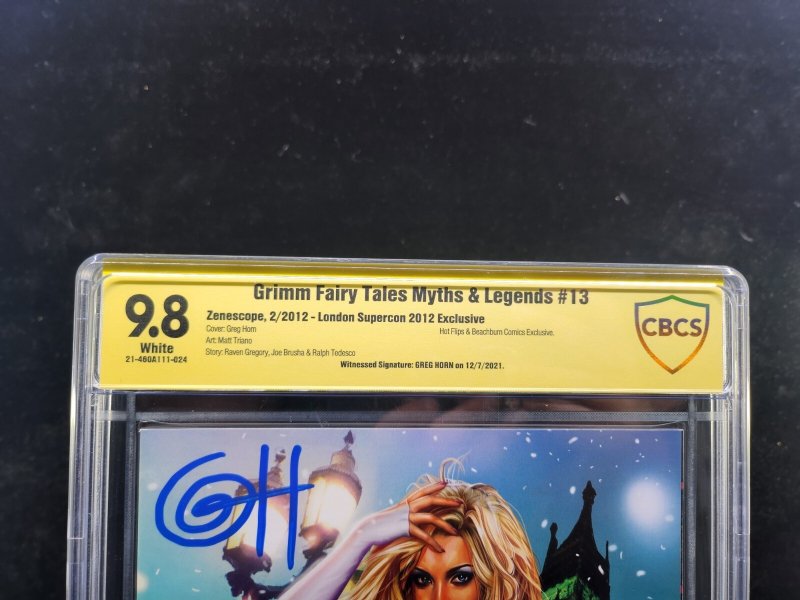 Grimm Fairy Tales Myths & Legends #13
9.8
White
21-460A111-024
Zenescope, 2/2012 - London Supercon 2012 Exclusive
Cover: Greg Horn
Hot Flips & Beachbum Comics Exclusive.
Art: Matt Triano
Story: Raven Gregory, Joe Brusha & Ralph Tedesco
Witnessed Signature: GREG HORN on 12/7/2021.
CBCS
GH